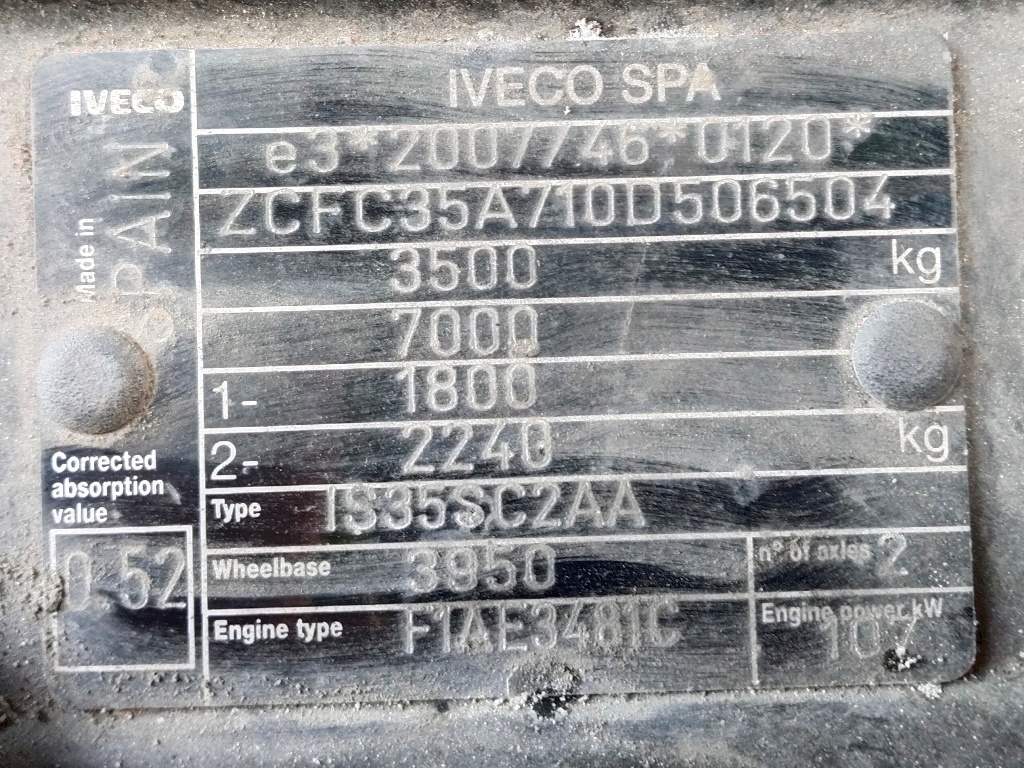 IVECO
IVECO SPA
e3*2007/46*0120*
ZCFC35A710D506504
3500 kg
7000
1- 1800
2- 2240 kg
Made in SPAIN
Corrected
absorption
value
0.52
Type IS35SC2AA
Wheelbase 3950
n° of axles 2
Engine type F1AE3481C
Engine power kW
107